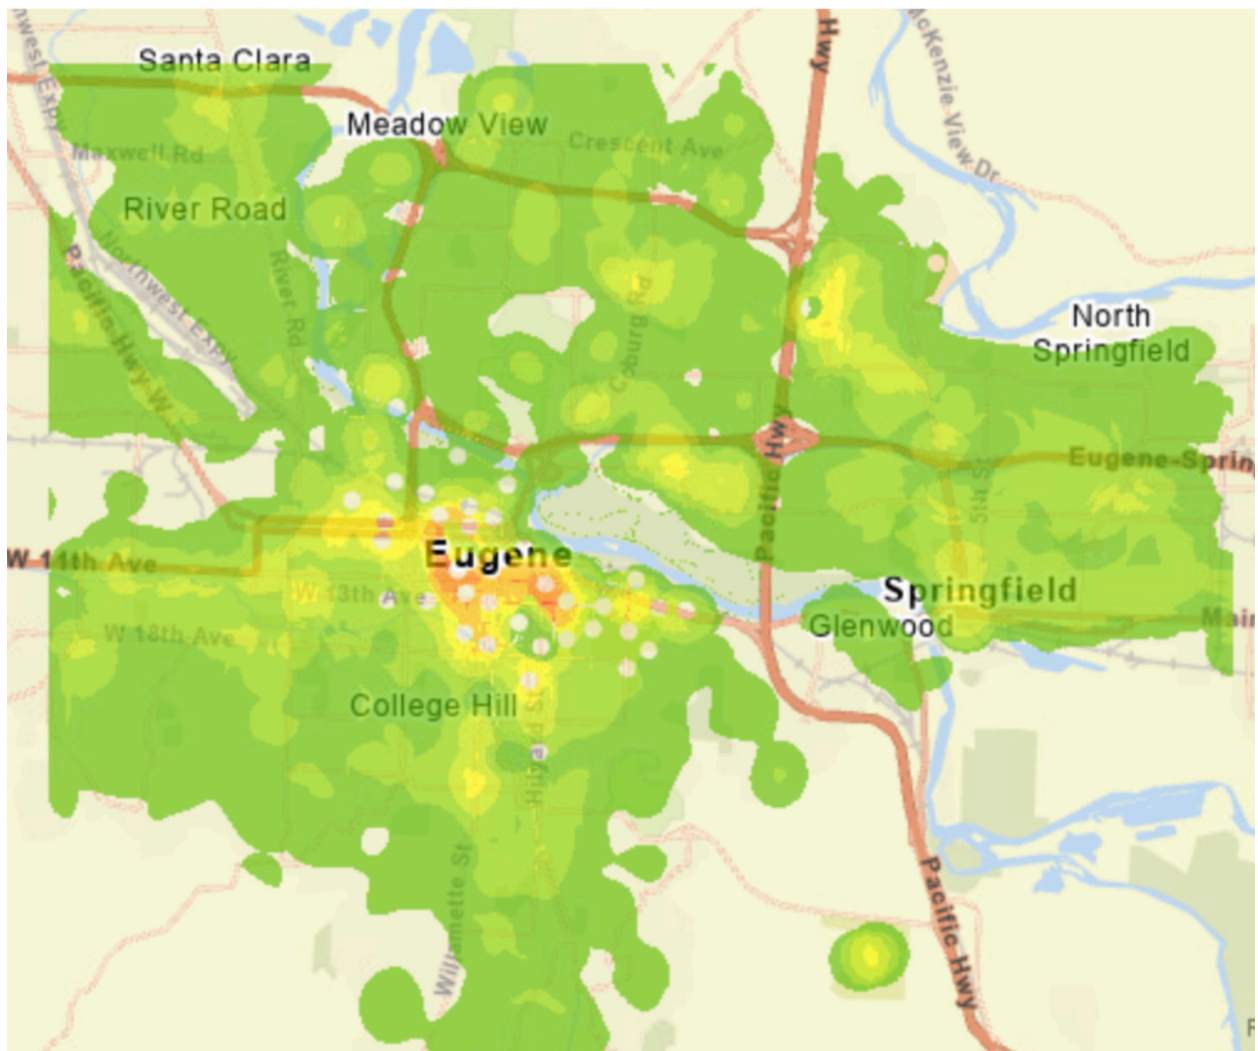 Hwy
McKenzie View Dr
Northwest Expy
Santa Clara
Meadow View
Crescent Ave
Maxwell Rd
River Road
Pacific Hwy W
Northwest Expy
River Rd
Coburg Rd
North
Springfield
Pacific Hwy
5th St
Eugene-Sprin
W 11th Ave
Eugene
W 13th Ave
Springfield
Glenwood
Main
W 18th Ave
College Hill
Hilyard St
Willamette St
Pacific Hwy